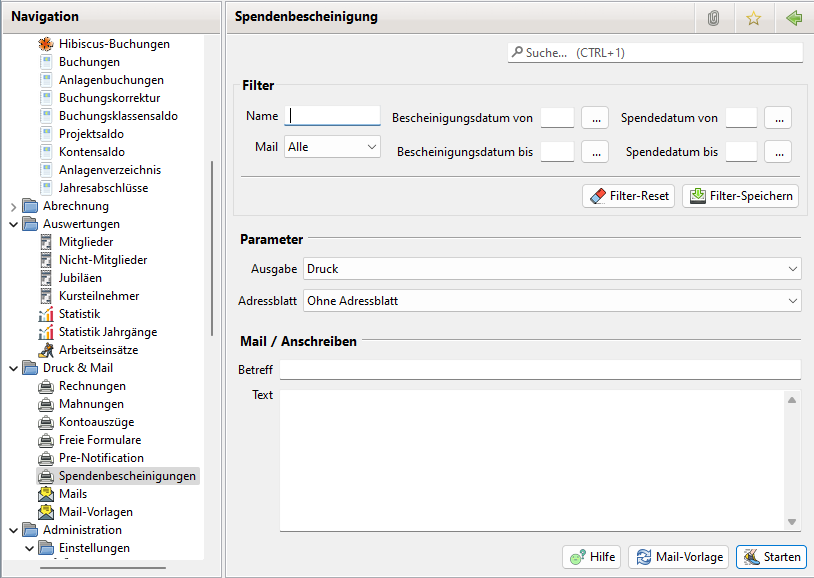 Navigation
Hibiscus-Buchungen
Buchungen
Anlagenbuchungen
Buchungskorrektur
Buchungsklassensaldo
Projektsaldo
Kontensaldo
Anlagenverzeichnis
Jahresabschlüsse
Abrechnung
Auswertungen
Mitglieder
Nicht-Mitglieder
Jubiläen
Kursteilnehmer
Statistik
Statistik Jahrgänge
Arbeitseinsätze
Druck & Mail
Rechnungen
Mahnungen
Kontoauszüge
Freie Formulare
Pre-Notification
Spendenbescheinigungen
Mails
Mail-Vorlagen
Administration
Einstellungen
Spendenbescheinigung
Suche... (CTRL+1)
Filter
Name Bescheinigungsdatum von ... Spendedatum von ...
Mail Alle Bescheinigungsdatum bis ... Spendedatum bis ...
Filter-Reset Filter-Speichern
Parameter
Ausgabe Druck
Adressblatt Ohne Adressblatt
Mail / Anschreiben
Betreff
Text
Hilfe Mail-Vorlage Starten